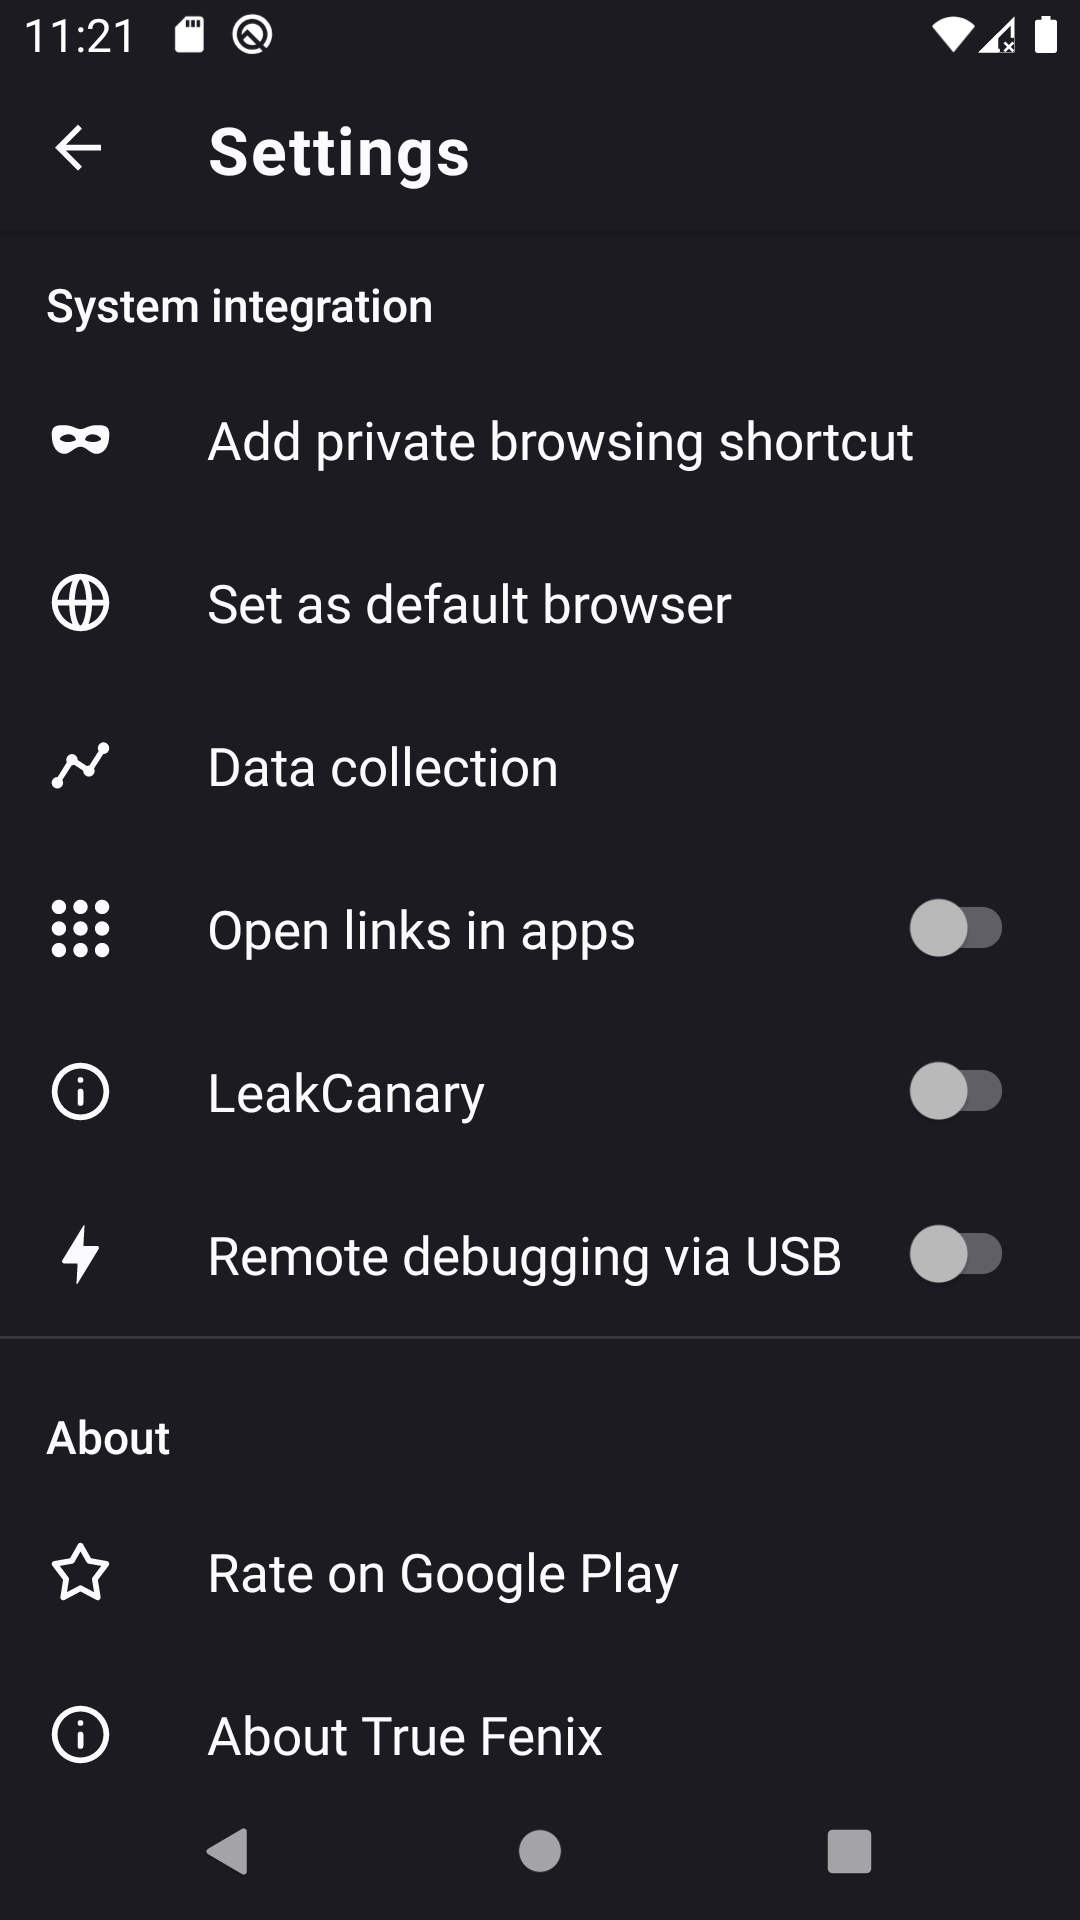 11:21
Settings
System integration
Add private browsing shortcut
Set as default browser
Data collection
Open links in apps
LeakCanary
Remote debugging via USB
About
Rate on Google Play
About True Fenix